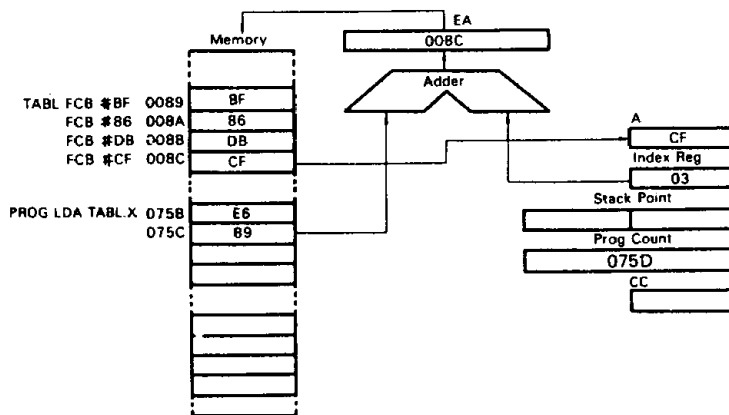 EA
008C
Memory
Adder
TABL FCB #BF 0089 BF
FCB #86 008A 86
FCB #DB 008B DB
FCB #CF 008C CF
A
CF
Index Reg
03
Stack Point
PROG LDA TABL.X 075B E6
075C 89
Prog Count
075D
CC